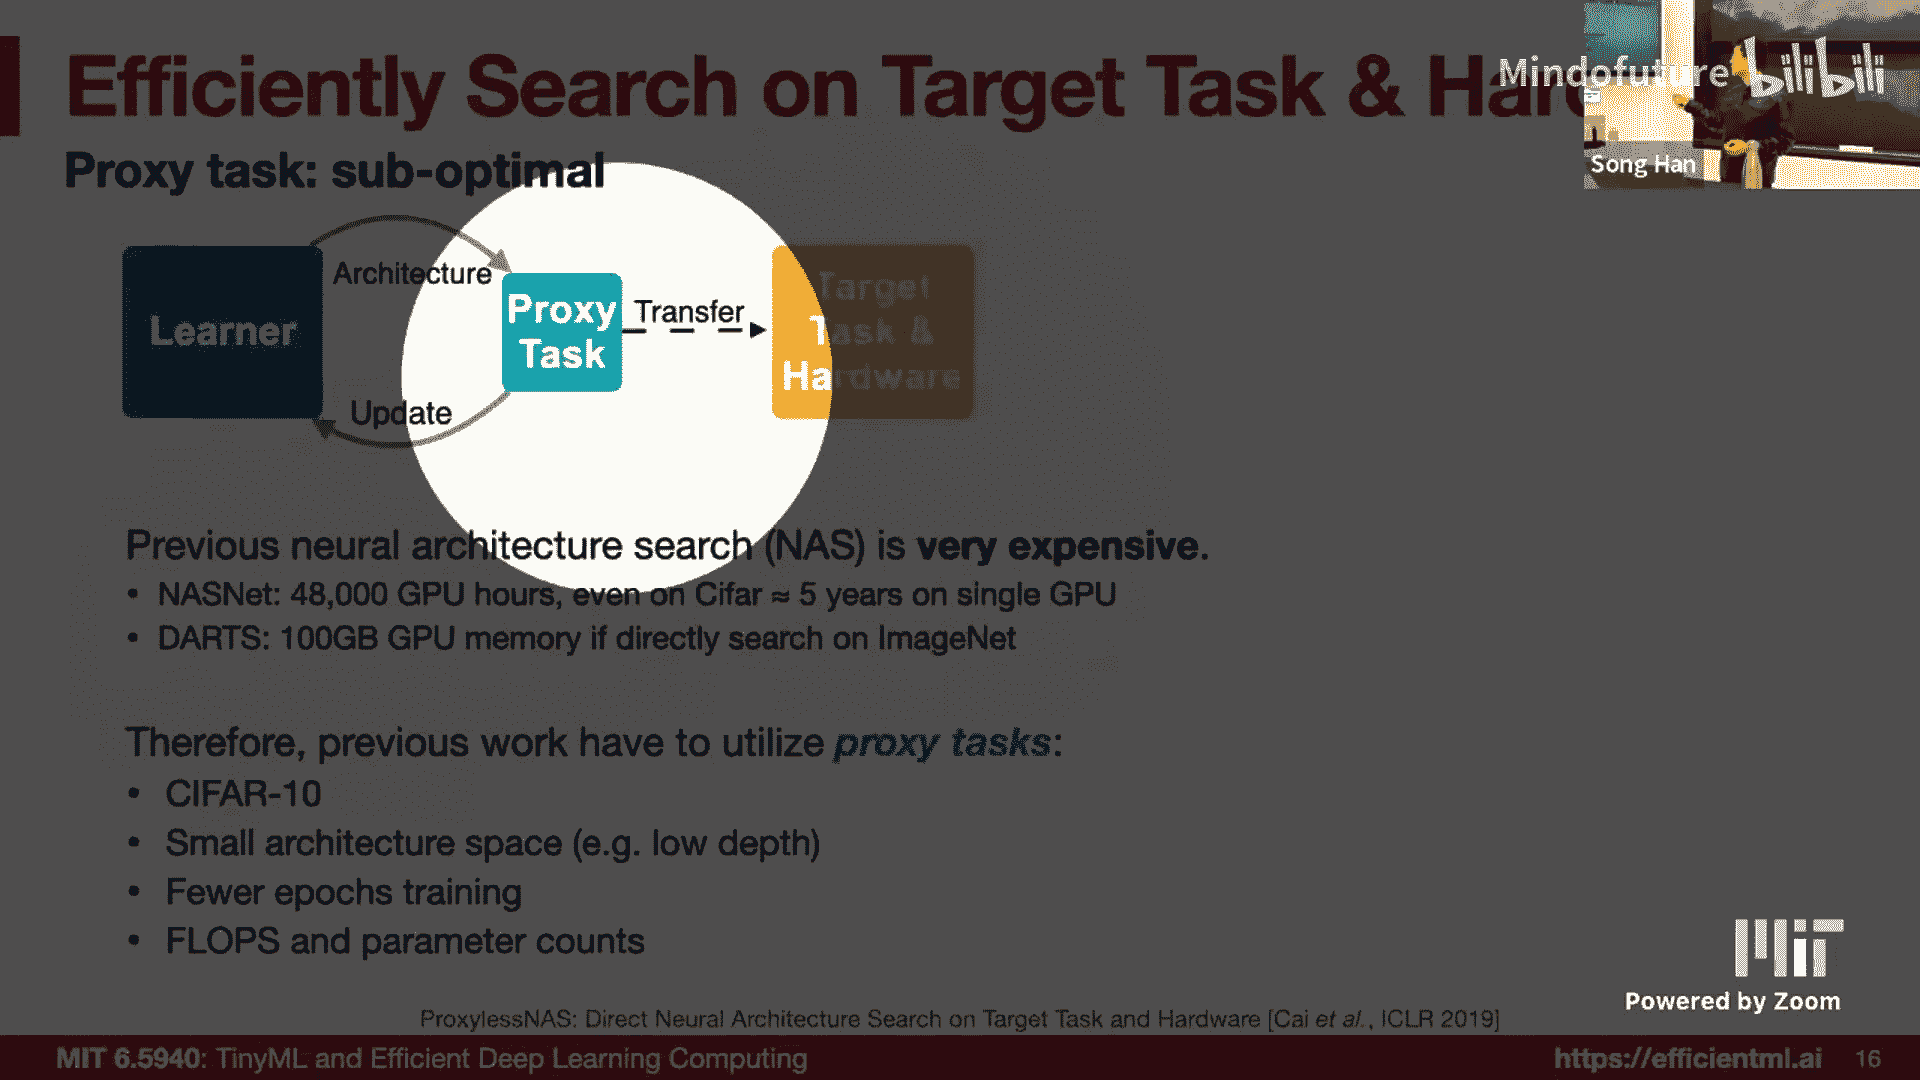 Efficiently Search on Target Task & Har
Mindofuture bilibili
Song Han
Proxy task: sub-optimal
Learner
Architecture
Update
Proxy
Task
Transfer
Target
Task &
Hardware
Previous neural architecture search (NAS) is very expensive.
• NASNet: 48,000 GPU hours, even on Cifar ≈ 5 years on single GPU
• DARTS: 100GB GPU memory if directly search on ImageNet
Therefore, previous work have to utilize proxy tasks:
• CIFAR-10
• Small architecture space (e.g. low depth)
• Fewer epochs training
• FLOPS and parameter counts
MIT
Powered by Zoom
ProxylessNAS: Direct Neural Architecture Search on Target Task and Hardware [Cai et al., ICLR 2019]
MIT 6.5940: TinyML and Efficient Deep Learning Computing
https://efficientml.ai 16